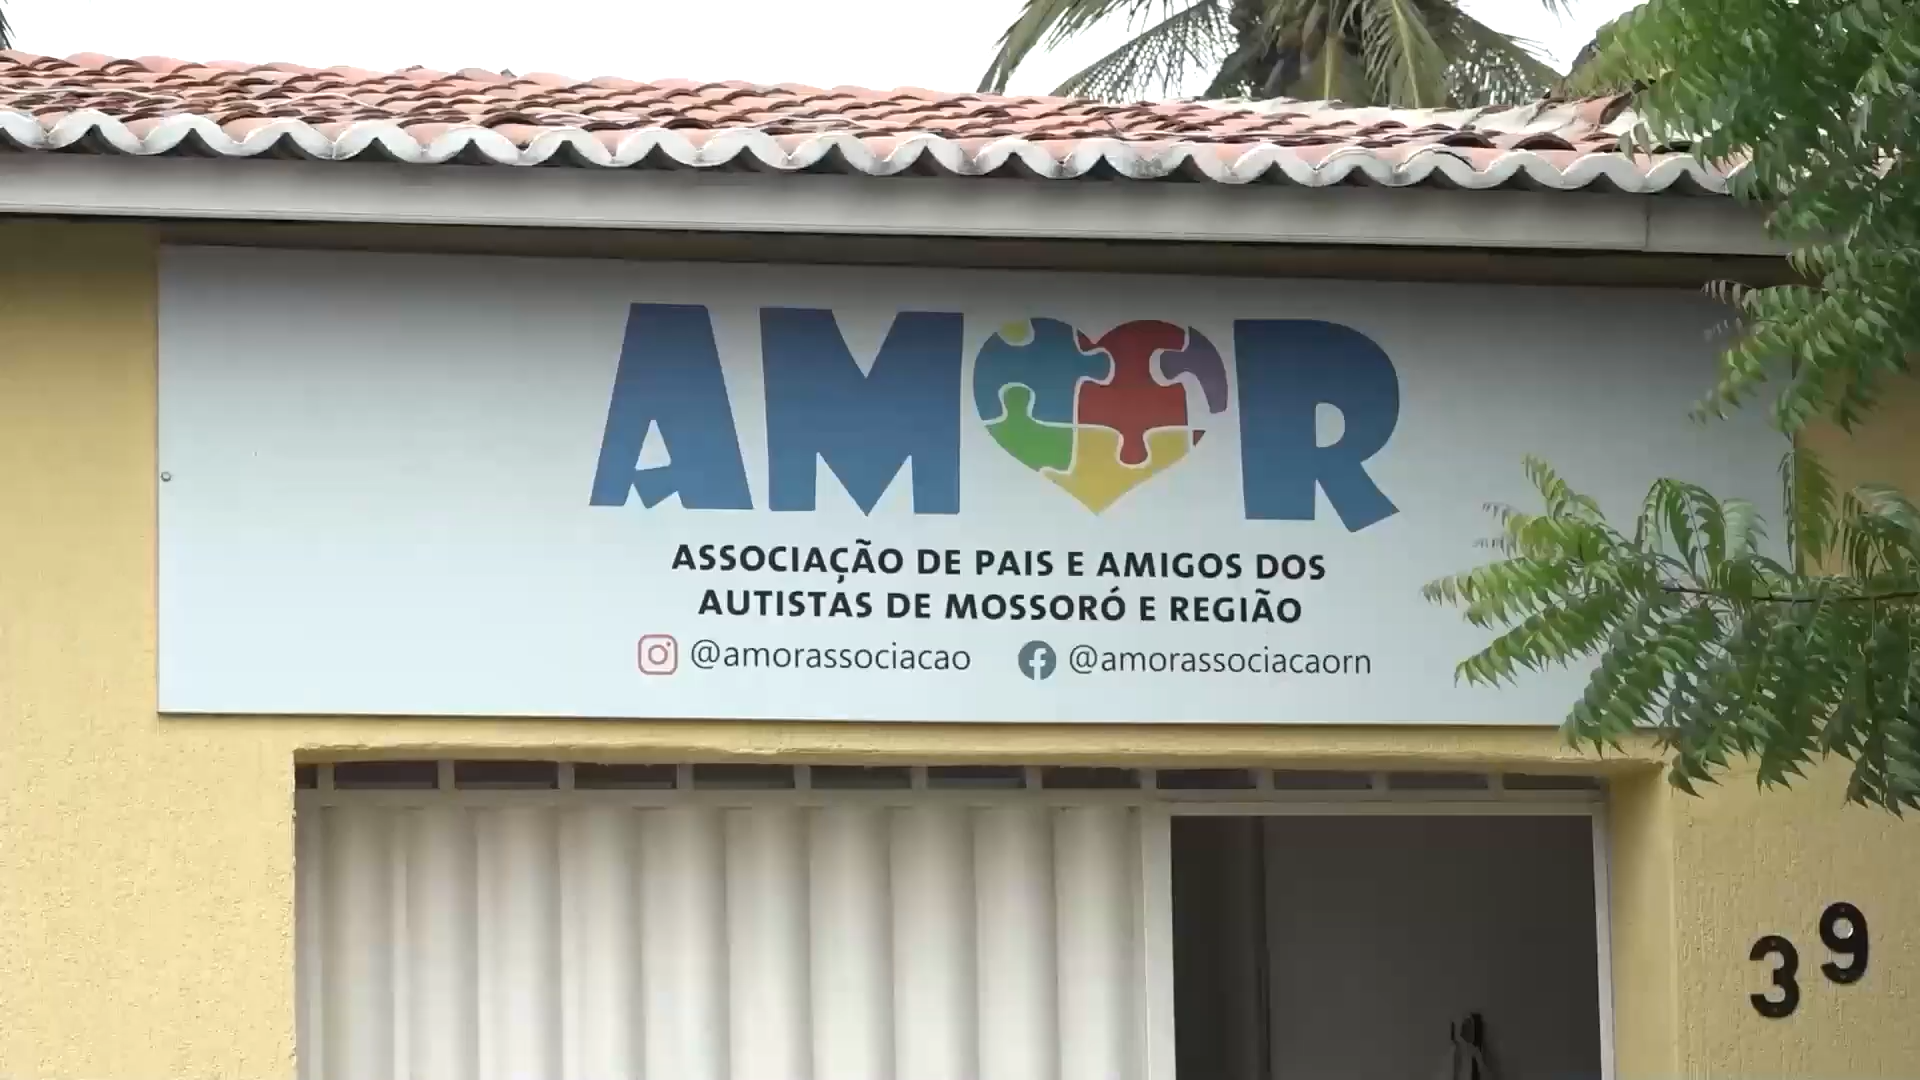 AMOR
ASSOCIAÇÃO DE PAIS E AMIGOS DOS
AUTISTAS DE MOSSORÓ E REGIÃO
@amorassociacao @amorassociacaorn
39